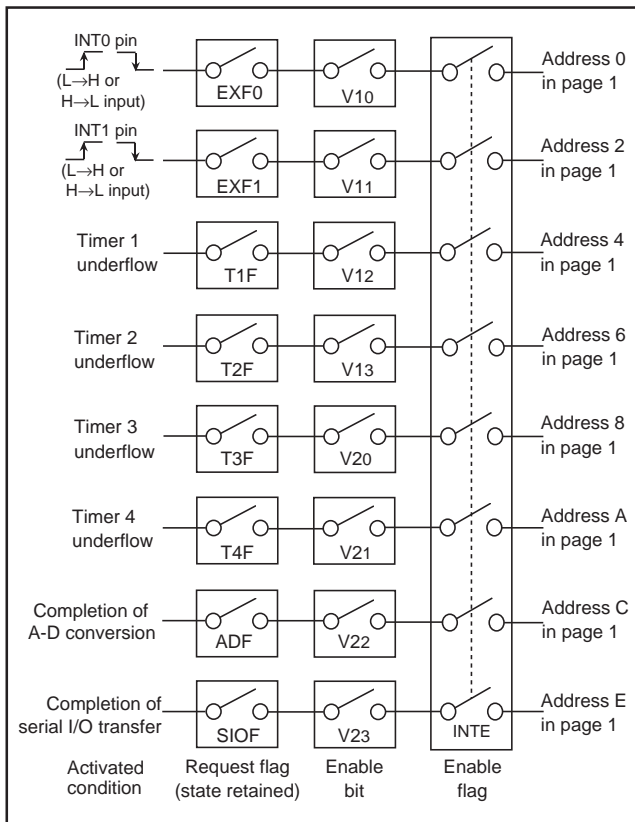 INT0 pin
(L→H or
H→L input)
EXF0
V10
Address 0
in page 1
INT1 pin
(L→H or
H→L input)
EXF1
V11
Address 2
in page 1
Timer 1
underflow
T1F
V12
Address 4
in page 1
Timer 2
underflow
T2F
V13
Address 6
in page 1
Timer 3
underflow
T3F
V20
Address 8
in page 1
Timer 4
underflow
T4F
V21
Address A
in page 1
Completion of
A-D conversion
ADF
V22
Address C
in page 1
Completion of
serial I/O transfer
SIOF
V23
INTE
Address E
in page 1
Activated
condition
Request flag
(state retained)
Enable
bit
Enable
flag